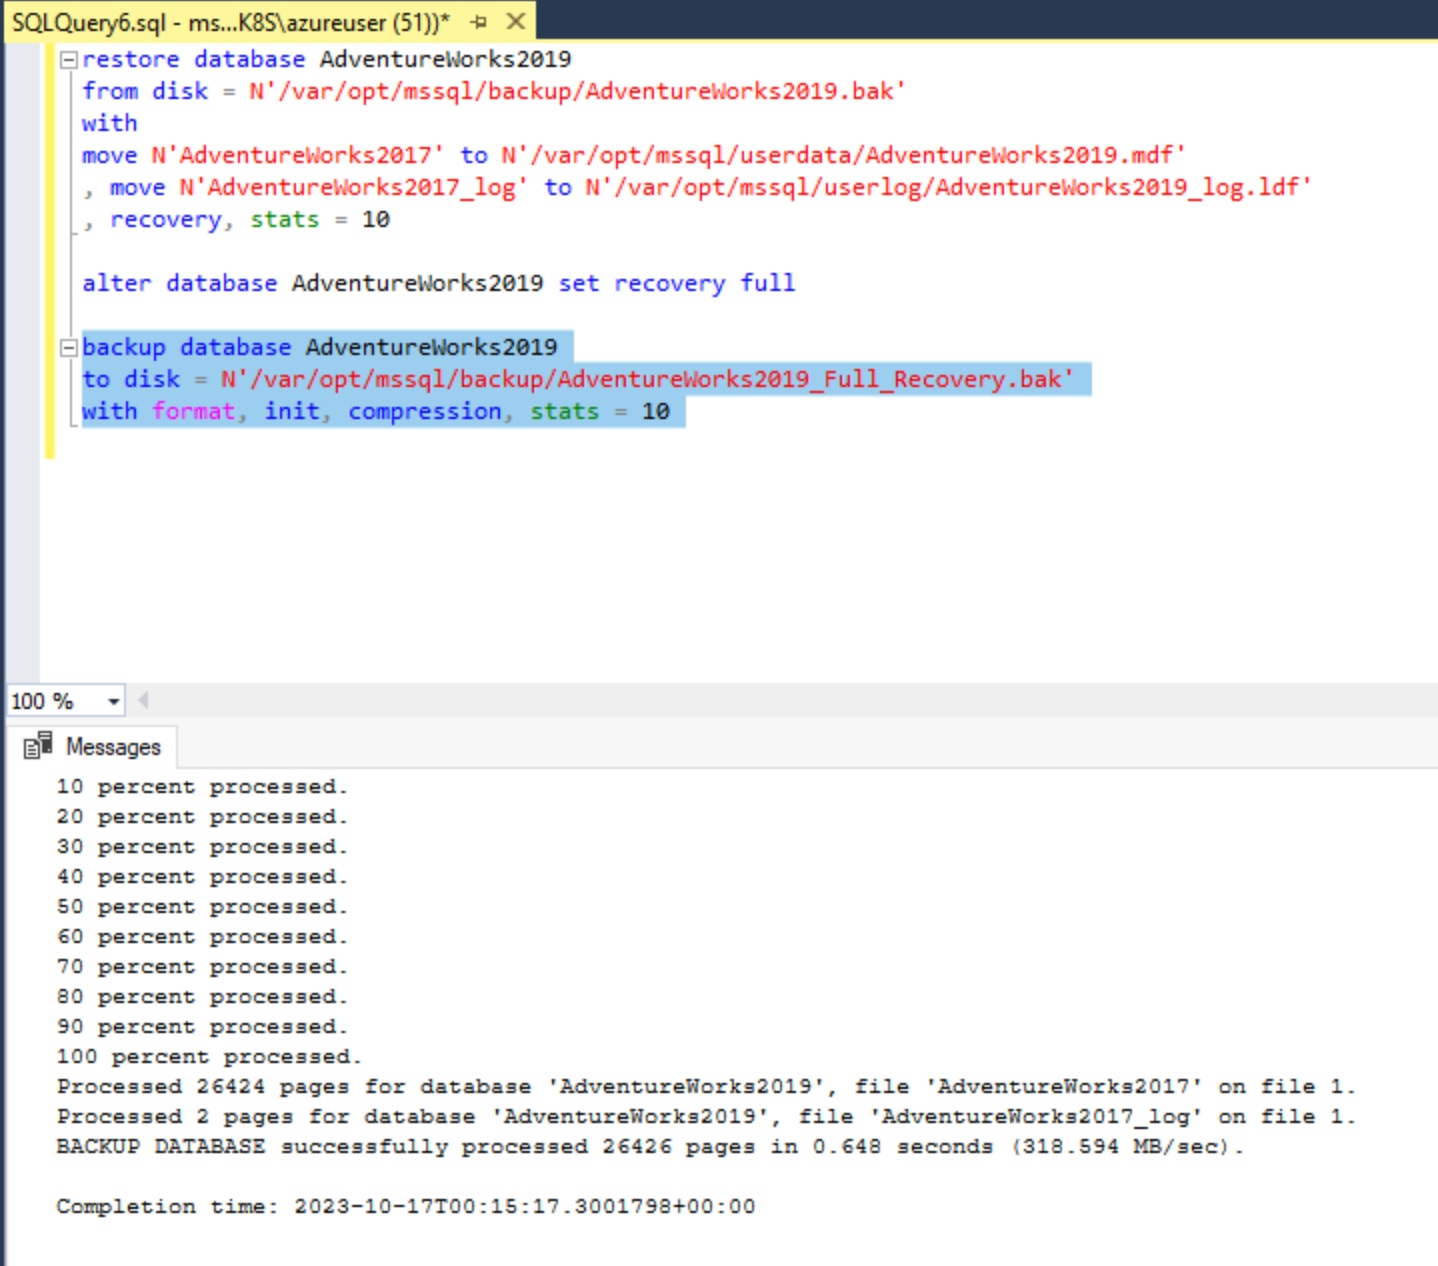 SQLQuery6.sql - ms...K8S\azureuser (51))*
restore database AdventureWorks2019
from disk = N'/var/opt/mssql/backup/AdventureWorks2019.bak'
with
move N'AdventureWorks2017' to N'/var/opt/mssql/userdata/AdventureWorks2019.mdf'
, move N'AdventureWorks2017_log' to N'/var/opt/mssql/userlog/AdventureWorks2019_log.ldf'
, recovery, stats = 10
alter database AdventureWorks2019 set recovery full
backup database AdventureWorks2019
to disk = N'/var/opt/mssql/backup/AdventureWorks2019_Full_Recovery.bak'
with format, init, compression, stats = 10
100 %
Messages
10 percent processed.
20 percent processed.
30 percent processed.
40 percent processed.
50 percent processed.
60 percent processed.
70 percent processed.
80 percent processed.
90 percent processed.
100 percent processed.
Processed 26424 pages for database 'AdventureWorks2019', file 'AdventureWorks2017' on file 1.
Processed 2 pages for database 'AdventureWorks2019', file 'AdventureWorks2017_log' on file 1.
BACKUP DATABASE successfully processed 26426 pages in 0.648 seconds (318.594 MB/sec).
Completion time: 2023-10-17T00:15:17.3001798+00:00